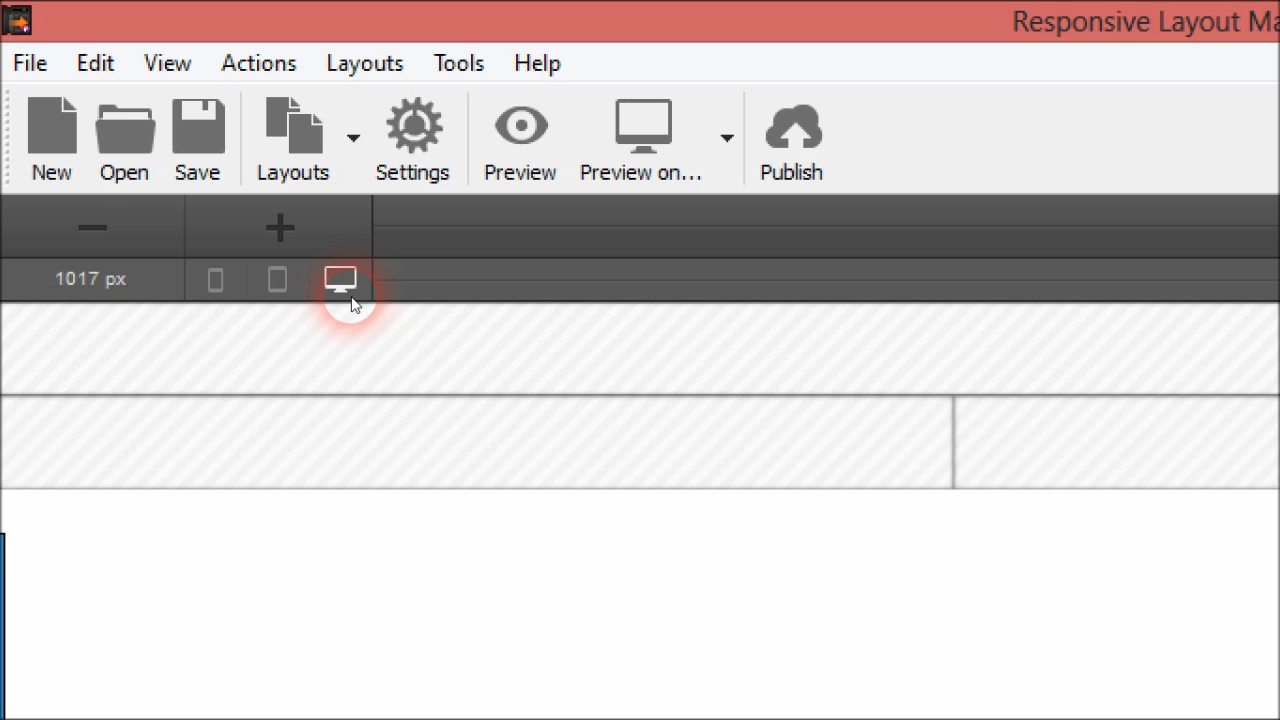 Responsive Layout
File Edit View Actions Layouts Tools Help
New Open Save Layouts Settings Preview Preview on... Publish
1017 px